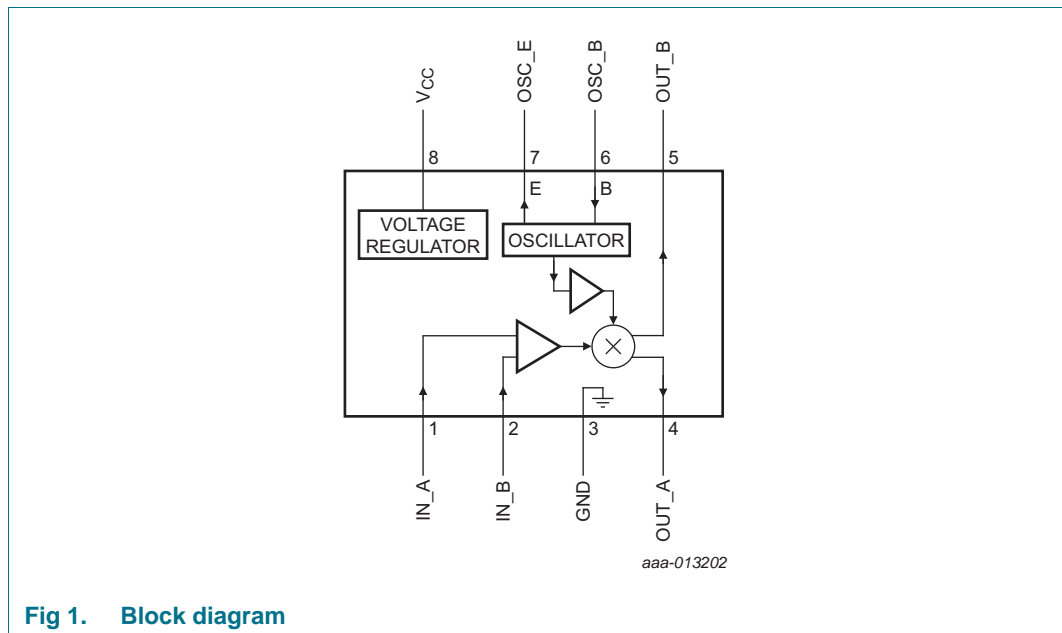 VCC
OSC_E
OSC_B
OUT_B
8
7
6
5
E
B
VOLTAGE
REGULATOR
OSCILLATOR
1
2
3
4
IN_A
IN_B
GND
OUT_A
aaa-013202
Fig 1. Block diagram